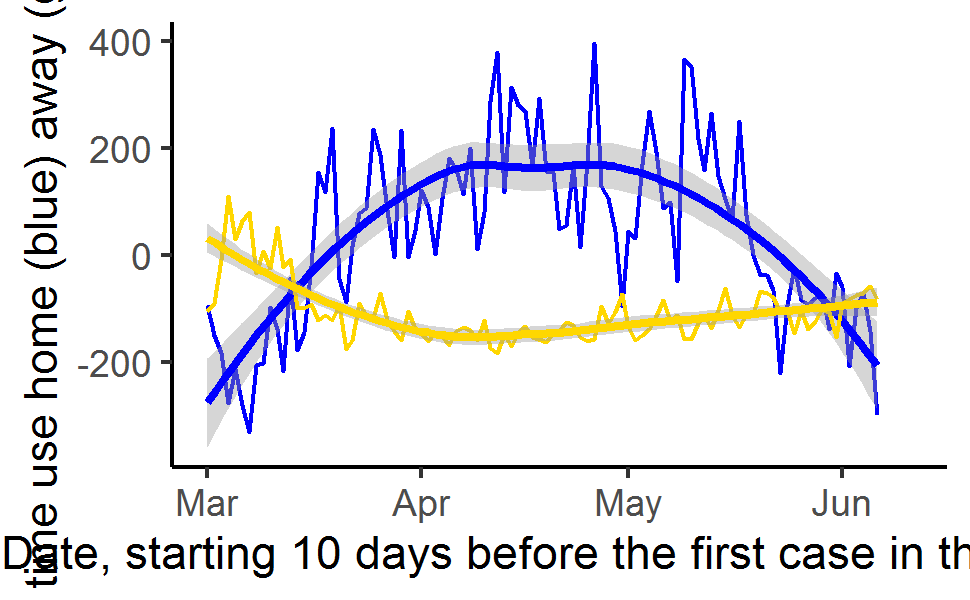 time use home (blue) away (
400
200
0
-200
Mar Apr May Jun
Date, starting 10 days before the first case in th